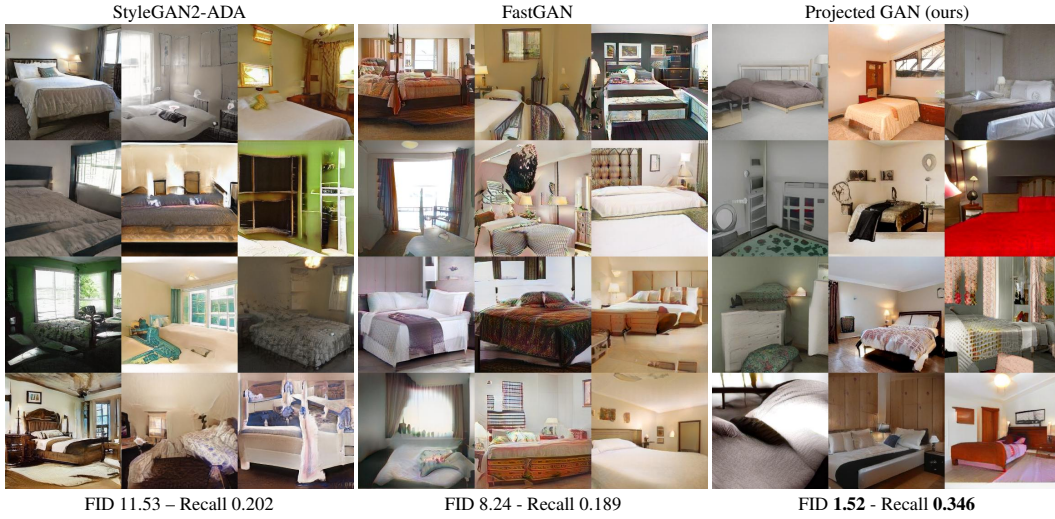 StyleGAN2-ADA
FastGAN
Projected GAN (ours)
FID 11.53 – Recall 0.202
FID 8.24 - Recall 0.189
FID 1.52 - Recall 0.346